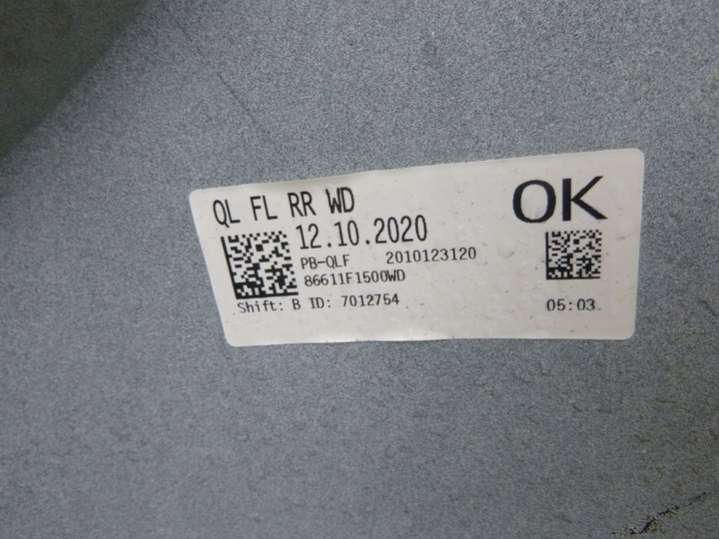 QL FL RR WD
OK
12.10.2020
PB-QLF 2010123120
86611F1500WD
Shift: B ID: 7012754
05:03